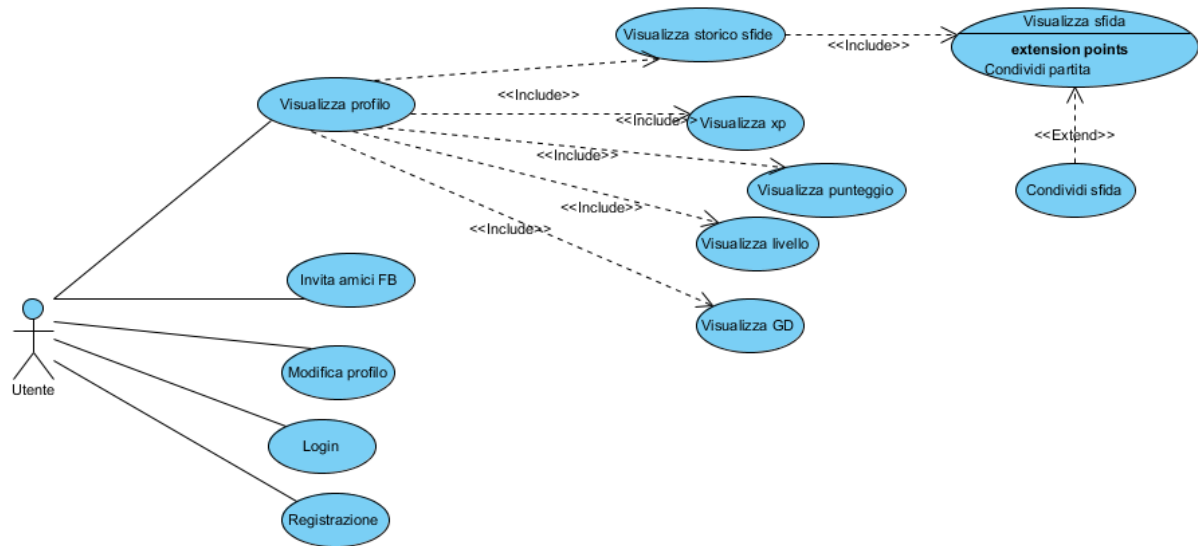 Visualizza sfida
extension points
Condividi partita
Visualizza storico sfide
<<Include>>
Visualizza profilo
<<Include>>
<<Include>>
Visualizza xp
<<Extend>>
<<Include>>
Visualizza punteggio
Condividi sfida
<<Include>>
<<Include>>
Visualizza livello
Invita amici FB
Visualizza GD
Utente
Modifica profilo
Login
Registrazione